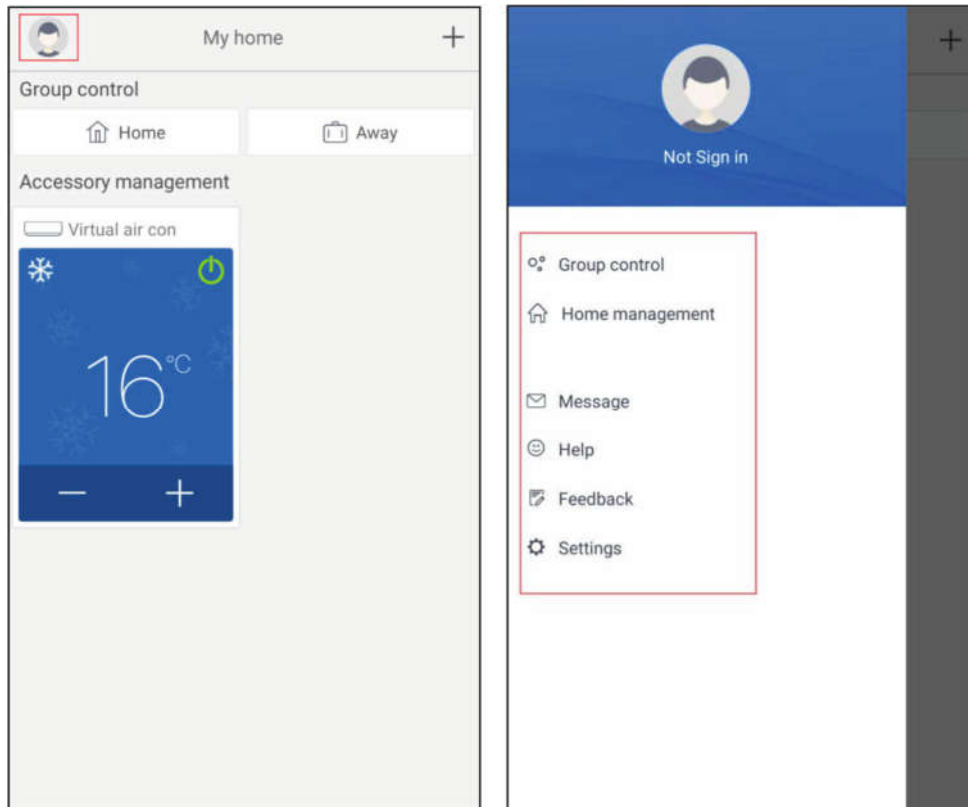 My home
+
Group control
Home
Away
Accessory management
Virtual air con
16°C
− +
Not Sign in
Group control
Home management
Message
Help
Feedback
Settings
+